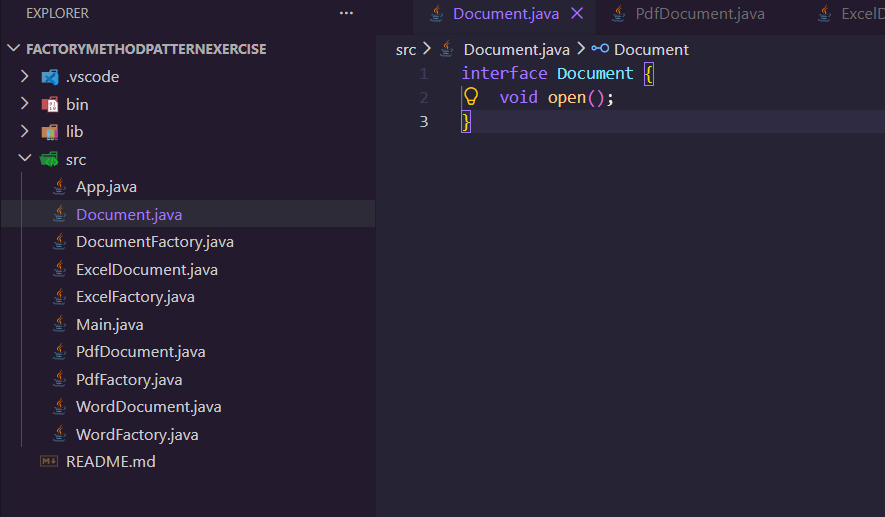 EXPLORER
···
FACTORYMETHODPATTERNEXERCISE
.vscode
bin
lib
src
App.java
Document.java
DocumentFactory.java
ExcelDocument.java
ExcelFactory.java
Main.java
PdfDocument.java
PdfFactory.java
WordDocument.java
WordFactory.java
README.md
Document.java
PdfDocument.java
ExcelD
src > Document.java > Document
1 interface Document {
2 void open();
3 }